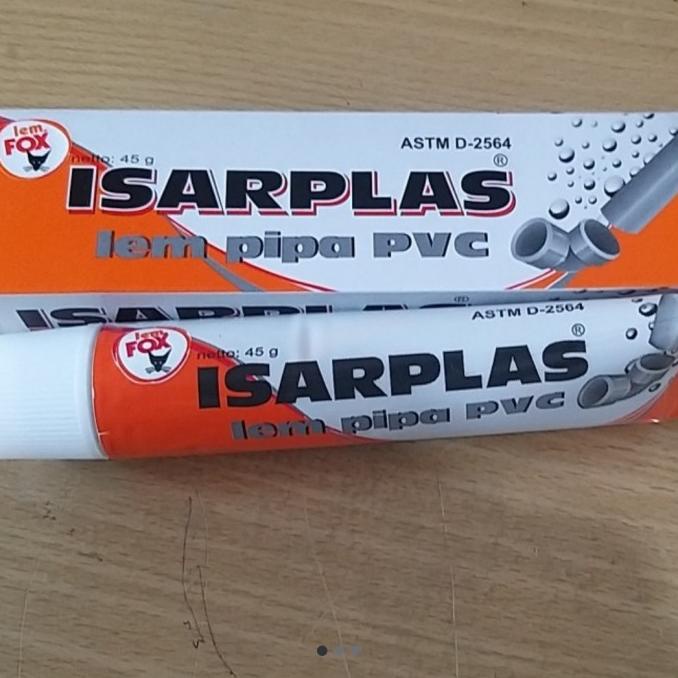 lem
FOX
netto: 45 g
ASTM D-2564
ISARPLAS®
lem pipa PVC
ISARPLAS®
ASTM D-2564
lem
FOX
netto: 45 g
ISARPLAS®
lem pipa PVC